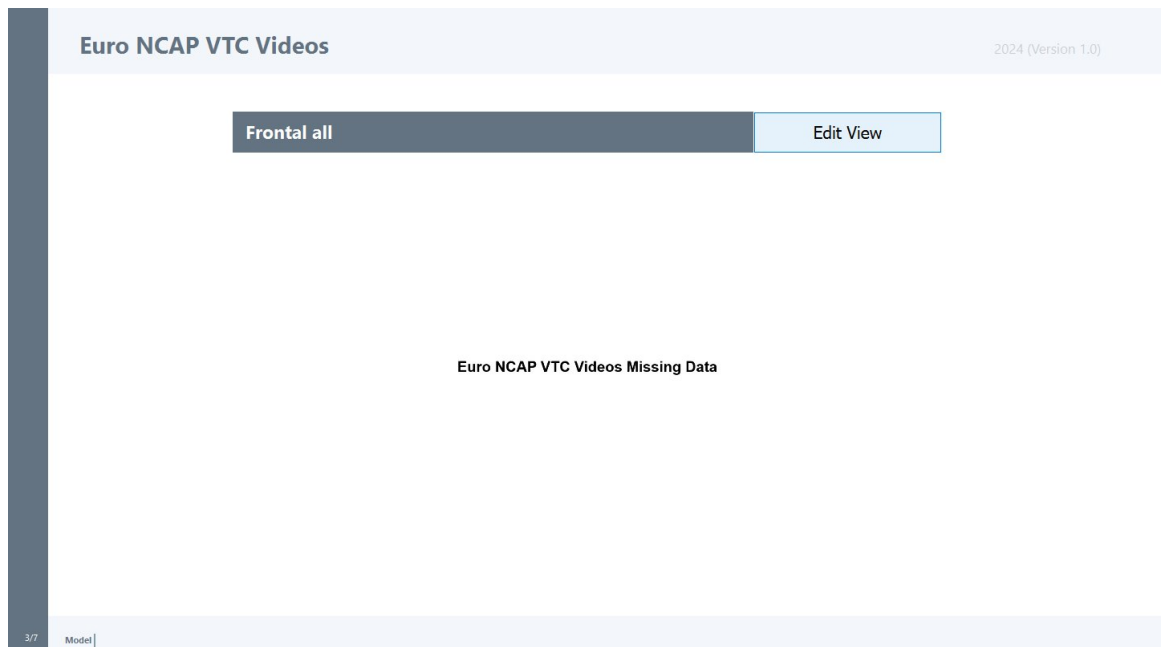 Euro NCAP VTC Videos
2024 (Version 1.0)
Frontal all
Edit View
Euro NCAP VTC Videos Missing Data
3/7
Model